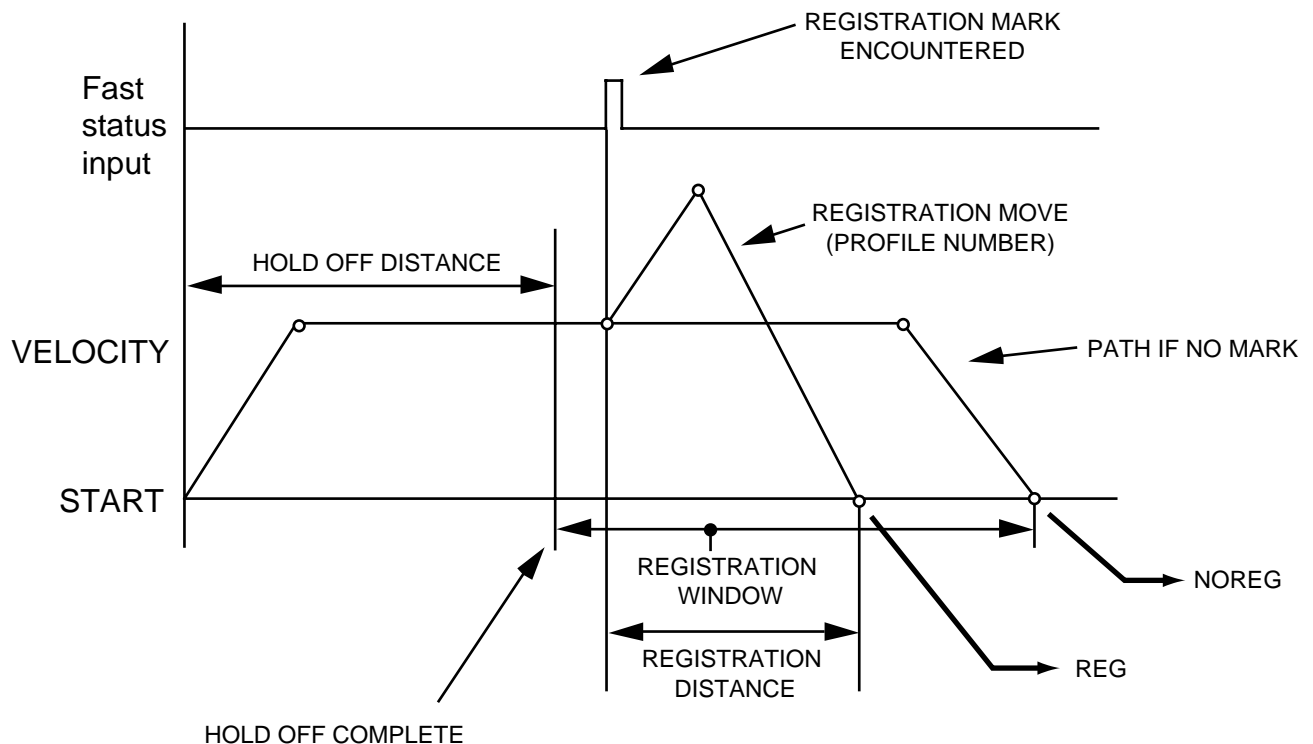 REGISTRATION MARK
ENCOUNTERED
Fast
status
input
REGISTRATION MOVE
(PROFILE NUMBER)
HOLD OFF DISTANCE
VELOCITY
PATH IF NO MARK
START
REGISTRATION
WINDOW
NOREG
REGISTRATION
DISTANCE
REG
HOLD OFF COMPLETE